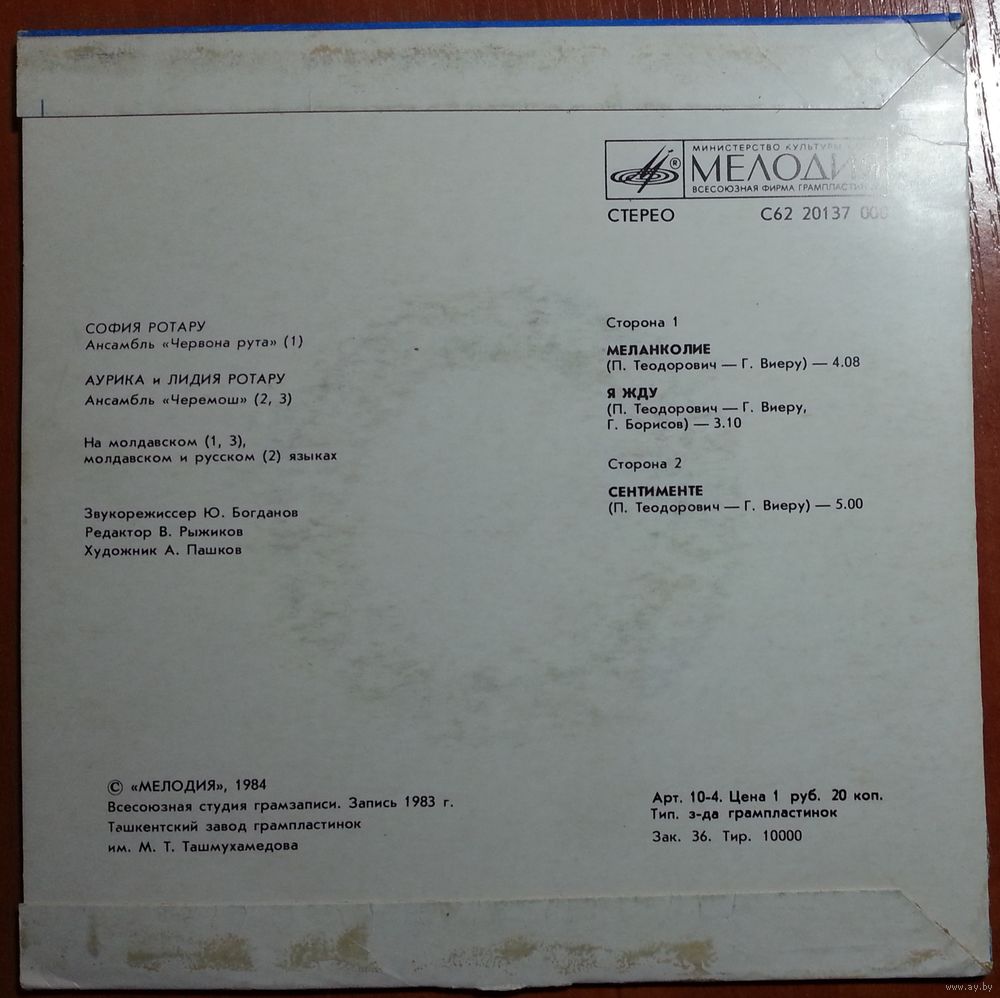 МИНИСТЕРСТВО КУЛЬТУРЫ
МЕЛОДИЯ
ВСЕСОЮЗНАЯ ФИРМА ГРАМПЛАСТИНОК
СТЕРЕО С62 20137 000
СОФИЯ РОТАРУ
Ансамбль «Червона рута» (1)
АУРИКА и ЛИДИЯ РОТАРУ
Ансамбль «Черемош» (2, 3)
На молдавском (1, 3),
молдавском и русском (2) языках
Звукорежиссер Ю. Богданов
Редактор В. Рыжиков
Художник А. Пашков
Сторона 1
МЕЛАНКОЛИЕ
(П. Теодорович — Г. Виеру) — 4.08
Я ЖДУ
(П. Теодорович — Г. Виеру,
Г. Борисов) — 3.10
Сторона 2
СЕНТИМЕНТЕ
(П. Теодорович — Г. Виеру) — 5.00
© «МЕЛОДИЯ», 1984
Всесоюзная студия грамзаписи. Запись 1983 г.
Ташкентский завод грампластинок
им. М. Т. Ташмухамедова
Арт. 10-4. Цена 1 руб. 20 коп.
Тип. з-да грампластинок
Зак. 36. Тир. 10000
www.ay.by